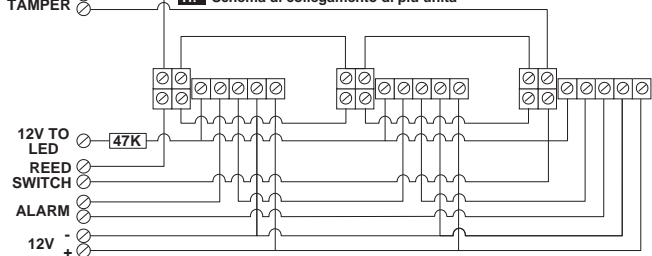 Schema di collegamento di più unità
TAMPER
12V TO
LED
47K
REED
SWITCH
ALARM
12V
-
+